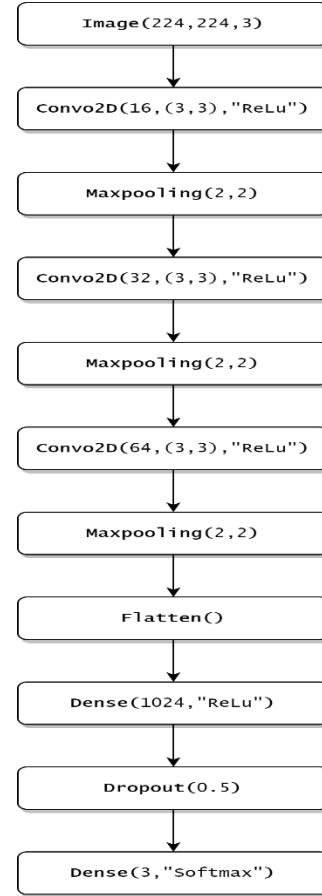 Image(224,224,3)
Convo2D(16,(3,3),"ReLu")
Maxpooling(2,2)
Convo2D(32,(3,3),"ReLu")
Maxpooling(2,2)
Convo2D(64,(3,3),"ReLu")
Maxpooling(2,2)
Flatten()
Dense(1024,"ReLu")
Dropout(0.5)
Dense(3,"Softmax")